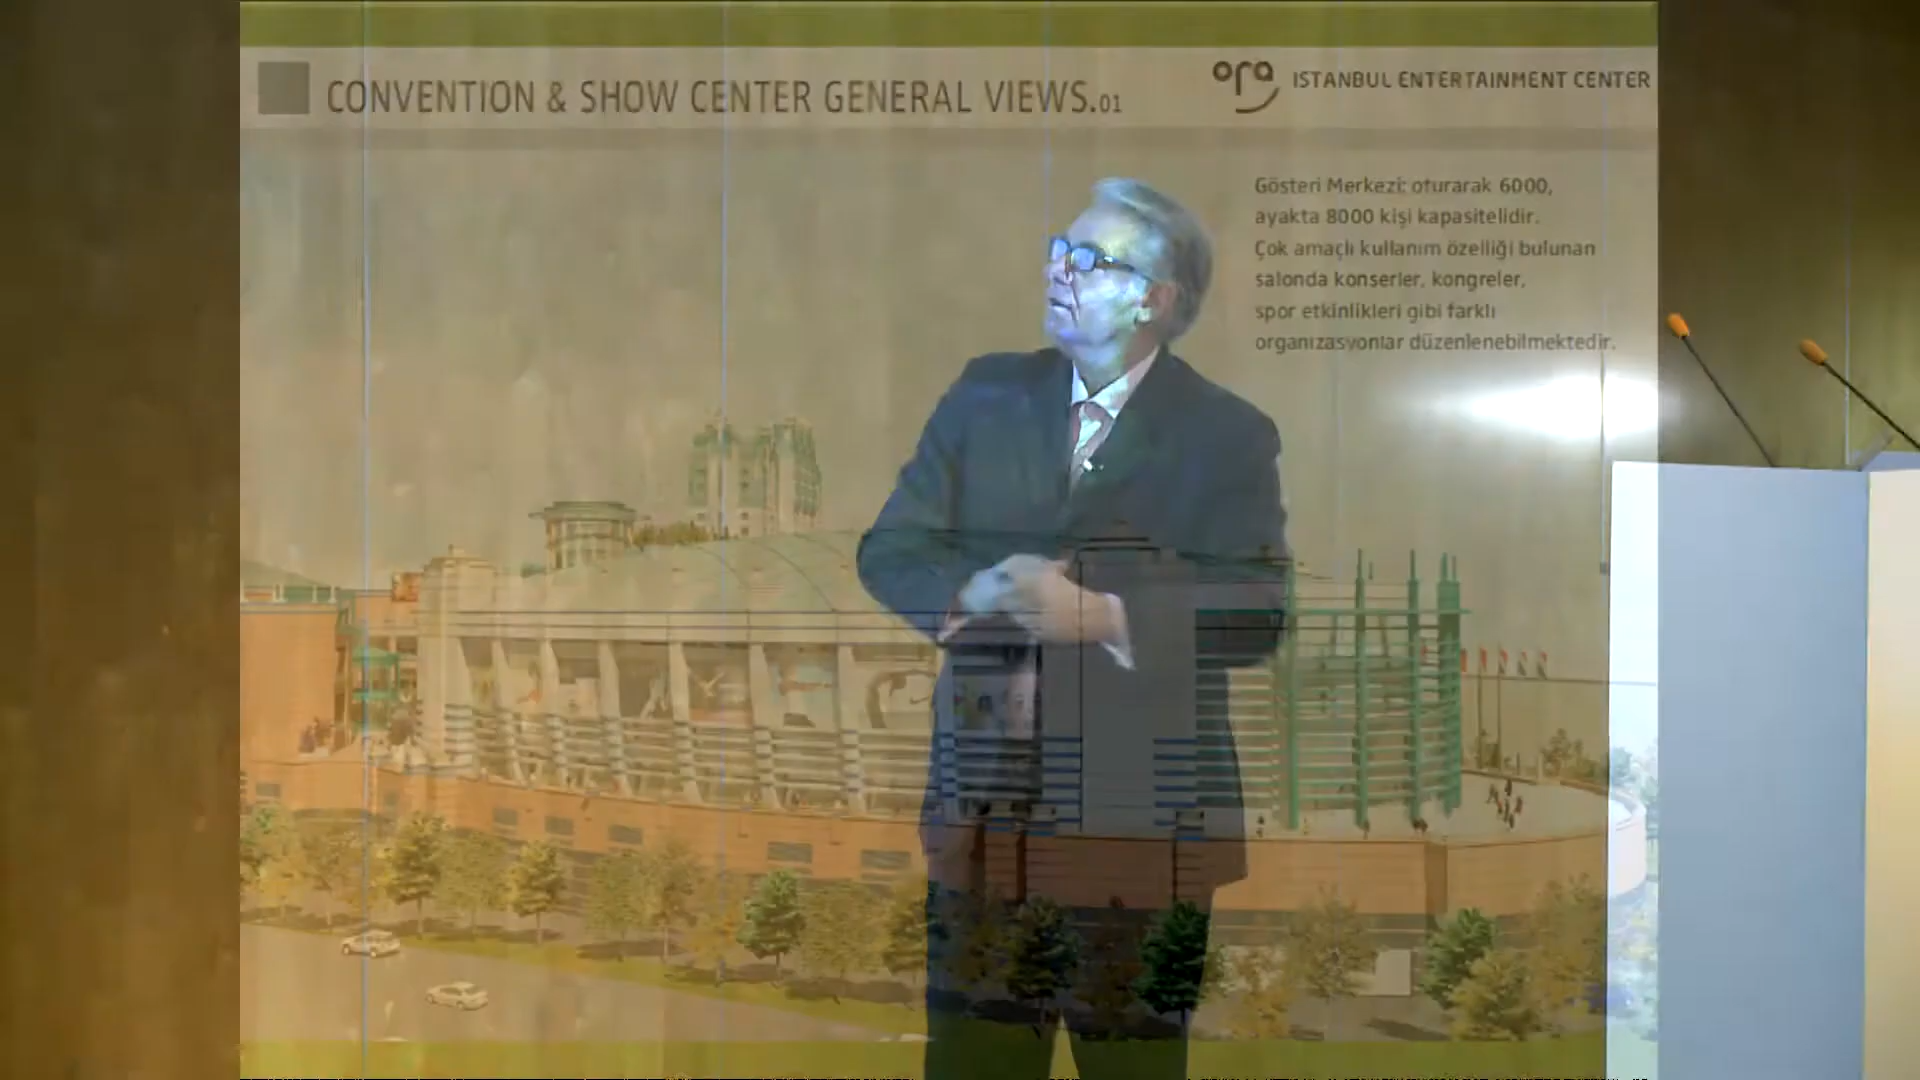 CONVENTION & SHOW CENTER GENERAL VIEWS.01
ora ISTANBUL ENTERTAINMENT CENTER
Gösteri Merkezi: oturarak 6000,
ayakta 8000 kişi kapasitelidir.
Çok amaçlı kullanım özelliği bulunan
salonda konserler, kongreler,
spor etkinlikleri gibi farklı
organizasyonlar düzenlenebilmektedir.